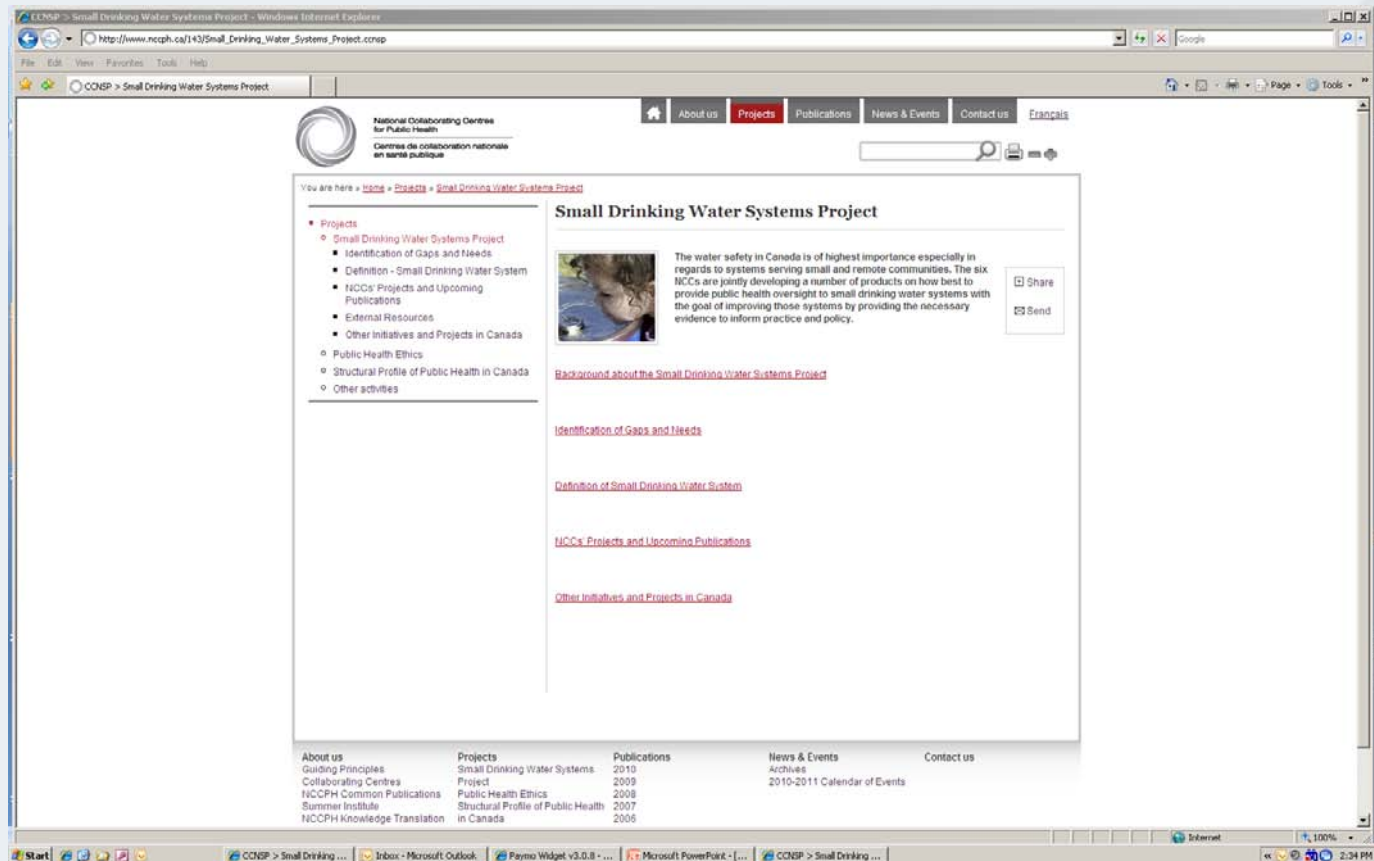 CCNSP > Small Drinking Water Systems Project - Windows Internet Explorer
http://www.nccph.ca/143/Small_Drinking_Water_Systems_Project.ccnsp
Google
File Edit View Favorites Tools Help
CCNSP > Small Drinking Water Systems Project
Page
Tools
National Collaborating Centres
for Public Health
Centres de collaboration nationale
en santé publique
About us
Projects
Publications
News & Events
Contact us
Français
You are here » Home » Projects » Small Drinking Water Systems Project
Projects
Small Drinking Water Systems Project
Identification of Gaps and Needs
Definition - Small Drinking Water System
NCCs' Projects and Upcoming
Publications
External Resources
Other Initiatives and Projects in Canada
Public Health Ethics
Structural Profile of Public Health in Canada
Other activities
Small Drinking Water Systems Project
The water safety in Canada is of highest importance especially in
regards to systems serving small and remote communities. The six
NCCs are jointly developing a number of products on how best to
provide public health oversight to small drinking water systems with
the goal of improving those systems by providing the necessary
evidence to inform practice and policy.
Share
Send
Background about the Small Drinking Water Systems Project
Identification of Gaps and Needs
Definition of Small Drinking Water System
NCCs' Projects and Upcoming Publications
Other Initiatives and Projects in Canada
About us
Guiding Principles
Collaborating Centres
NCCPH Common Publications
Summer Institute
NCCPH Knowledge Translation
Projects
Small Drinking Water Systems
Project
Public Health Ethics
Structural Profile of Public Health
in Canada
Publications
2010
2009
2008
2007
2006
News & Events
Archives
2010-2011 Calendar of Events
Contact us
Internet
100%
Start
CCNSP > Small Drinking ...
Inbox - Microsoft Outlook
Paymo Widget v3.0.8 - ...
Microsoft PowerPoint - [...
CCNSP > Small Drinking ...
2:34 PM